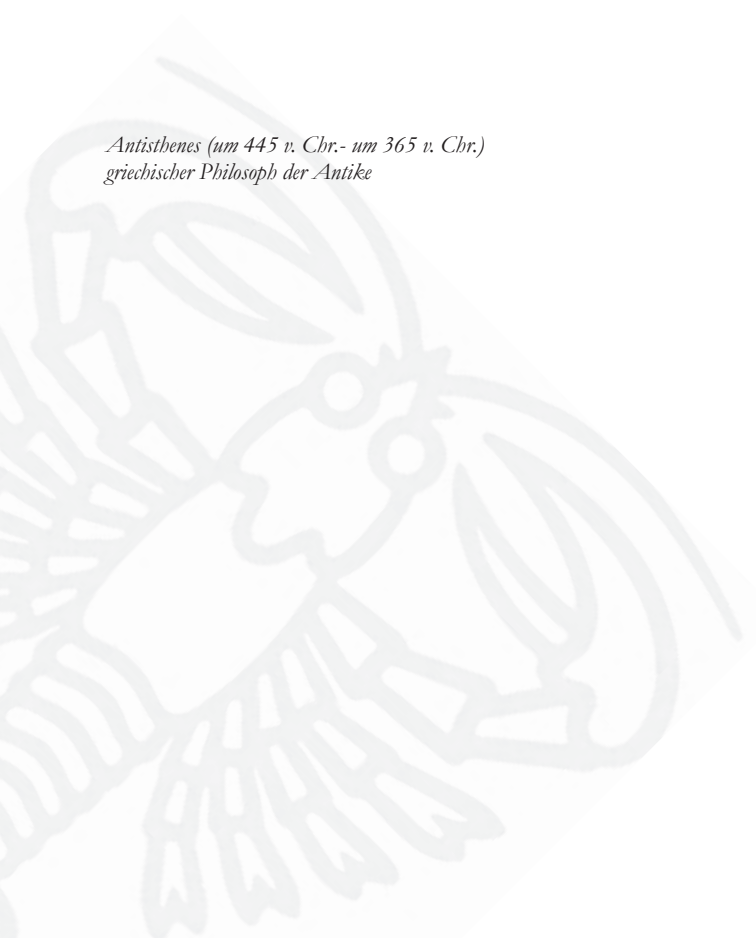 Antisthenes (um 445 v. Chr.- um 365 v. Chr.)
griechischer Philosoph der Antike